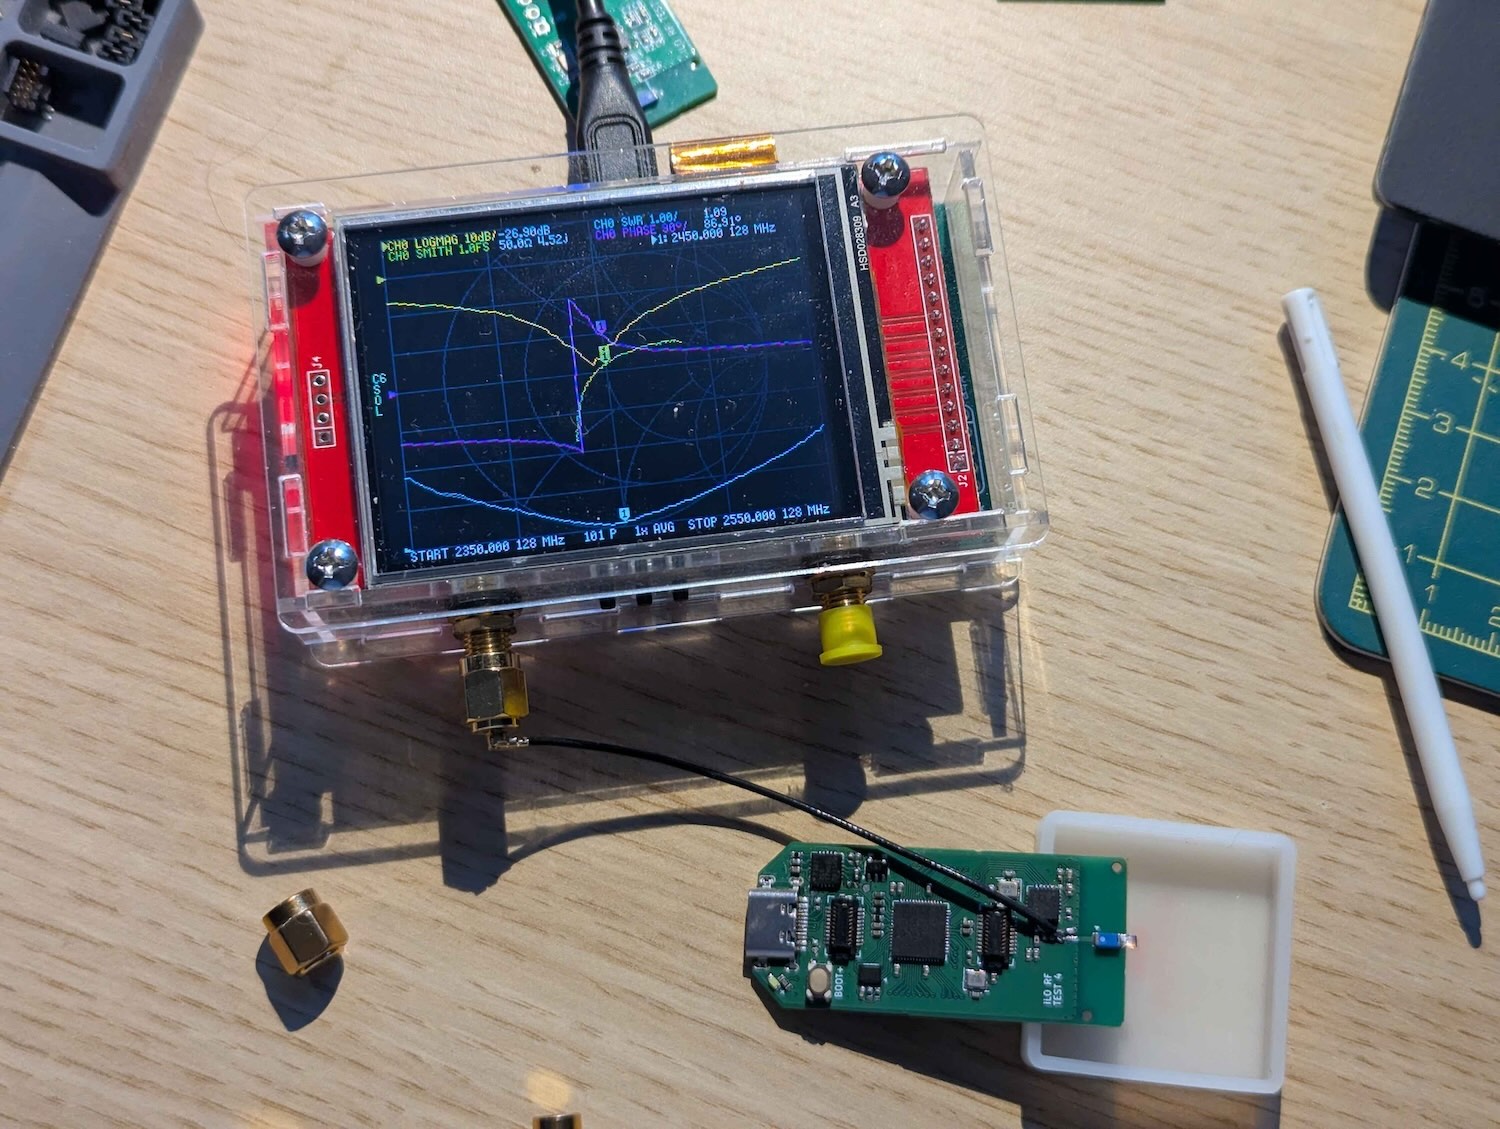 CH0 LOGMAG 10dB/ -26.90dB
CH0 SMITH 1.0FS 50.0Ω 4.52J
CH0 SWR 1.00/ 1.09
CH0 PHASE 90°/ 86.91°
1: 2450.000 128 MHz
C6
S
O
L
START 2350.000 128 MHz 101 P 1x AVG STOP 2550.000 128 MHz
HSD028309 A3
J4
J2
BOOT
ILO RF
TEST 4
4
3
2
1
1
2